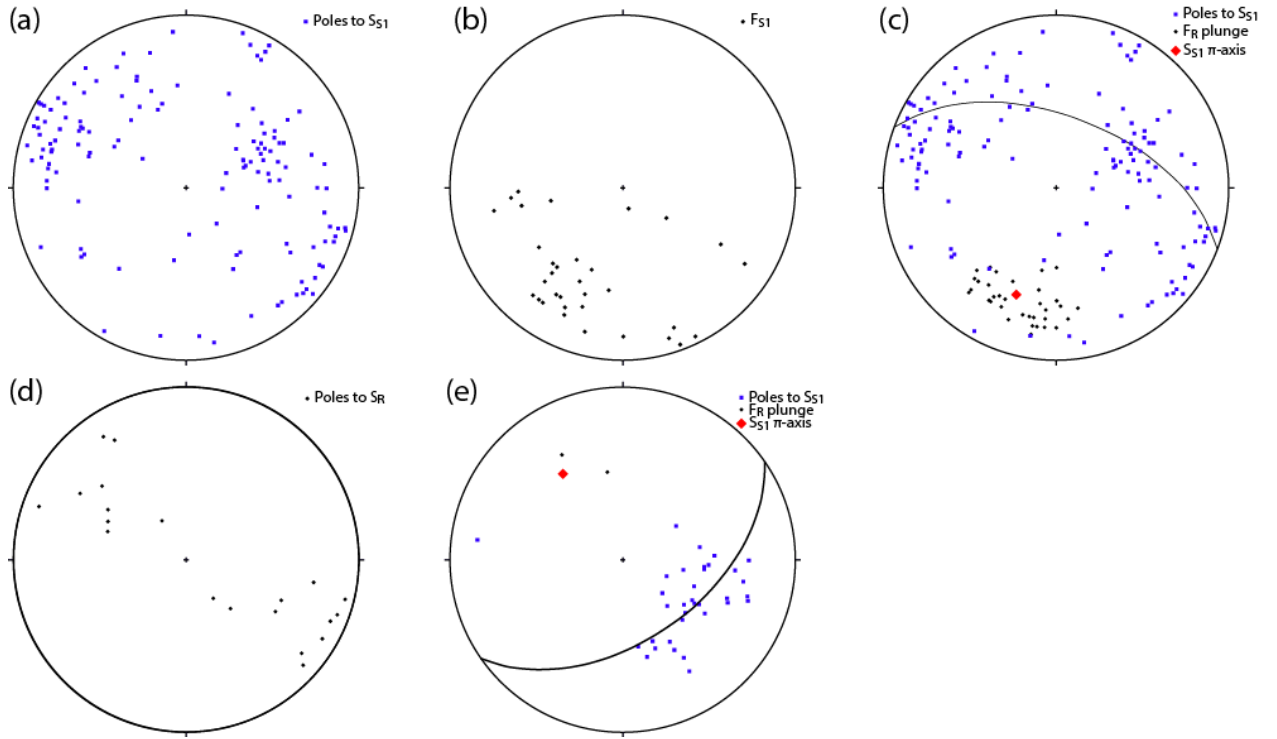 (a)
Poles to SS1
(b)
FS1
(c)
Poles to SS1
FR plunge
SS1 π-axis
(d)
Poles to SR
(e)
Poles to SS1
FR plunge
SS1 π-axis